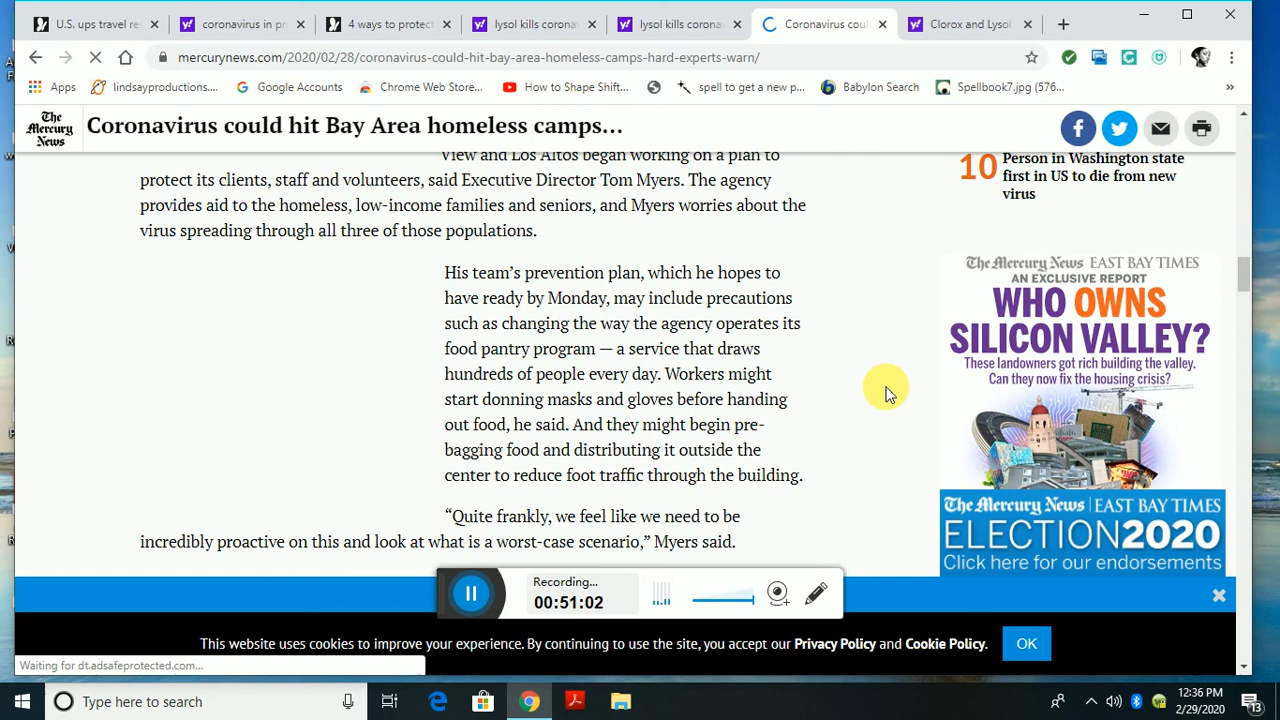 U.S. ups travel res
coronavirus in pr
4 ways to protect
lysol kills corona
lysol kills corona
Coronavirus coul
Clorox and Lysol
mercurynews.com/2020/02/28/coronavirus-could-hit-bay-area-homeless-camps-hard-experts-warn/
Apps
lindsayproductions....
Google Accounts
Chrome Web Store...
How to Shape Shift...
spell to get a new p...
Babylon Search
Spellbook7.jpg (576...
»
The Mercury News
Coronavirus could hit Bay Area homeless camps...
View and Los Altos began working on a plan to
protect its clients, staff and volunteers, said Executive Director Tom Myers. The agency
provides aid to the homeless, low-income families and seniors, and Myers worries about the
virus spreading through all three of those populations.
His team's prevention plan, which he hopes to
have ready by Monday, may include precautions
such as changing the way the agency operates its
food pantry program — a service that draws
hundreds of people every day. Workers might
start donning masks and gloves before handing
out food, he said. And they might begin pre-
bagging food and distributing it outside the
center to reduce foot traffic through the building.
“Quite frankly, we feel like we need to be
incredibly proactive on this and look at what is a worst-case scenario,” Myers said.
10 Person in Washington state
first in US to die from new
virus
The Mercury News EAST BAY TIMES
AN EXCLUSIVE REPORT
WHO OWNS
SILICON VALLEY?
These landowners got rich building the valley.
Can they now fix the housing crisis?
The Mercury News | EAST BAY TIMES
ELECTION 2020
Click here for our endorsements
Recording...
00:51:02
This website uses cookies to improve your experience. By continuing to use the site, you accept our Privacy Policy and Cookie Policy.
OK
Waiting for dt.adsafeprotected.com...
Type here to search
12:36 PM
2/29/2020
13